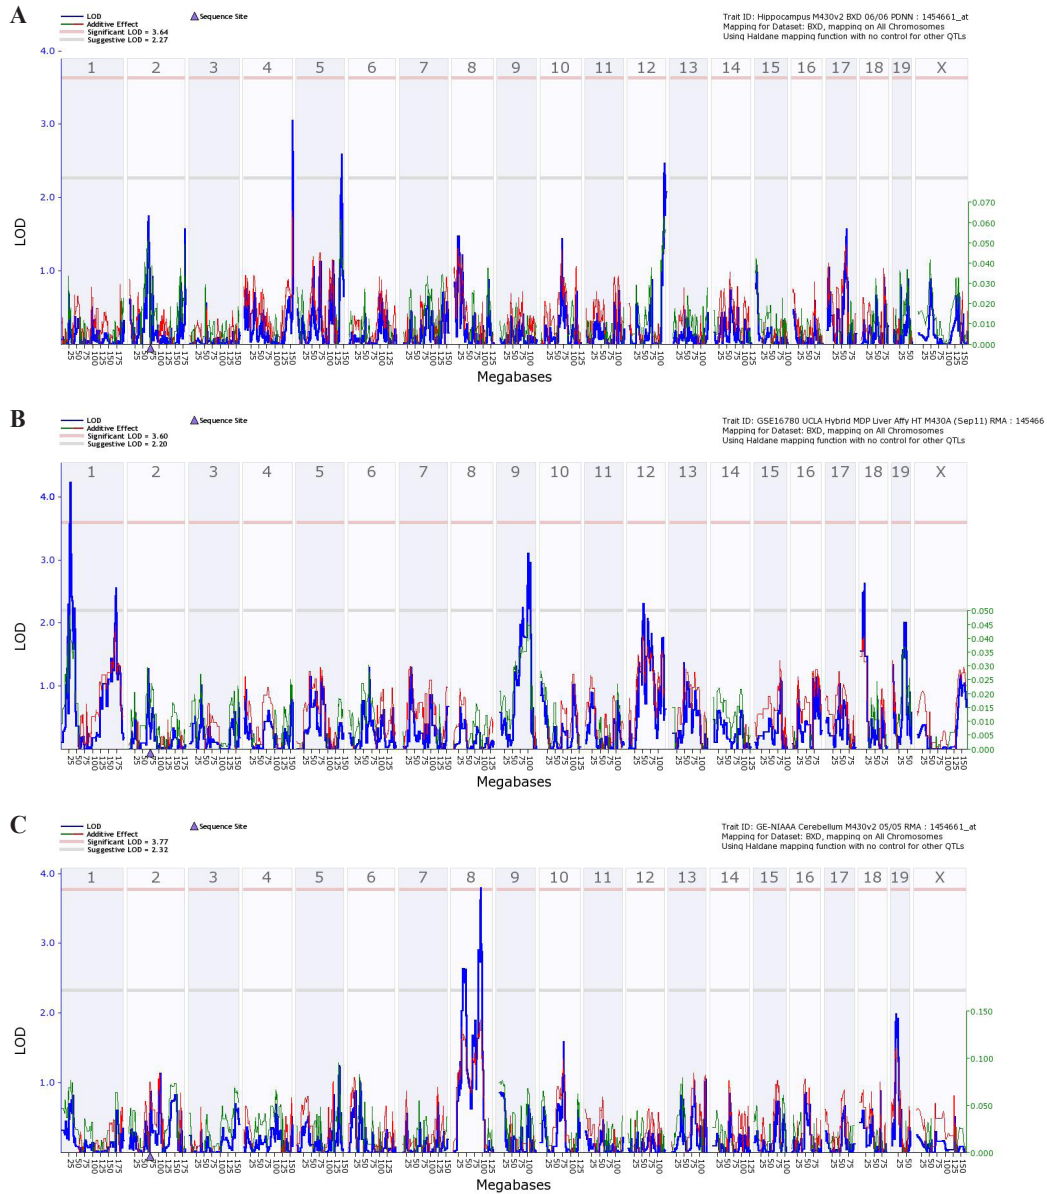 A
LOD
Additive Effect
Significant LOD = 3.64
Suggestive LOD = 2.27
Sequence Site
Trait ID: Hippocampus M430v2 BXD 06/06 PDNN : 1454661_at
Mapping for Dataset: BXD, mapping on All Chromosomes
Using Haldane mapping function with no control for other QTLs
4.0
3.0
2.0
1.0
LOD
1 2 3 4 5 6 7 8 9 10 11 12 13 14 15 16 17 18 19 X
0.070
0.060
0.050
0.040
0.030
0.020
0.010
0.000
Megabases
B
LOD
Additive Effect
Significant LOD = 3.60
Suggestive LOD = 2.20
Sequence Site
Trait ID: GSE16780 UCLA Hybrid MDP Liver Affy HT M430A (Sep11) RMA : 145466
Mapping for Dataset: BXD, mapping on All Chromosomes
Using Haldane mapping function with no control for other QTLs
4.0
3.0
2.0
1.0
LOD
1 2 3 4 5 6 7 8 9 10 11 12 13 14 15 16 17 18 19 X
0.050
0.045
0.040
0.035
0.030
0.025
0.020
0.015
0.010
0.005
0.000
Megabases
C
LOD
Additive Effect
Significant LOD = 3.77
Suggestive LOD = 2.32
Sequence Site
Trait ID: GE-NIAAA Cerebellum M430v2 05/05 RMA : 1454661_at
Mapping for Dataset: BXD, mapping on All Chromosomes
Using Haldane mapping function with no control for other QTLs
4.0
3.0
2.0
1.0
LOD
1 2 3 4 5 6 7 8 9 10 11 12 13 14 15 16 17 18 19 X
0.150
0.100
0.050
0.000
Megabases